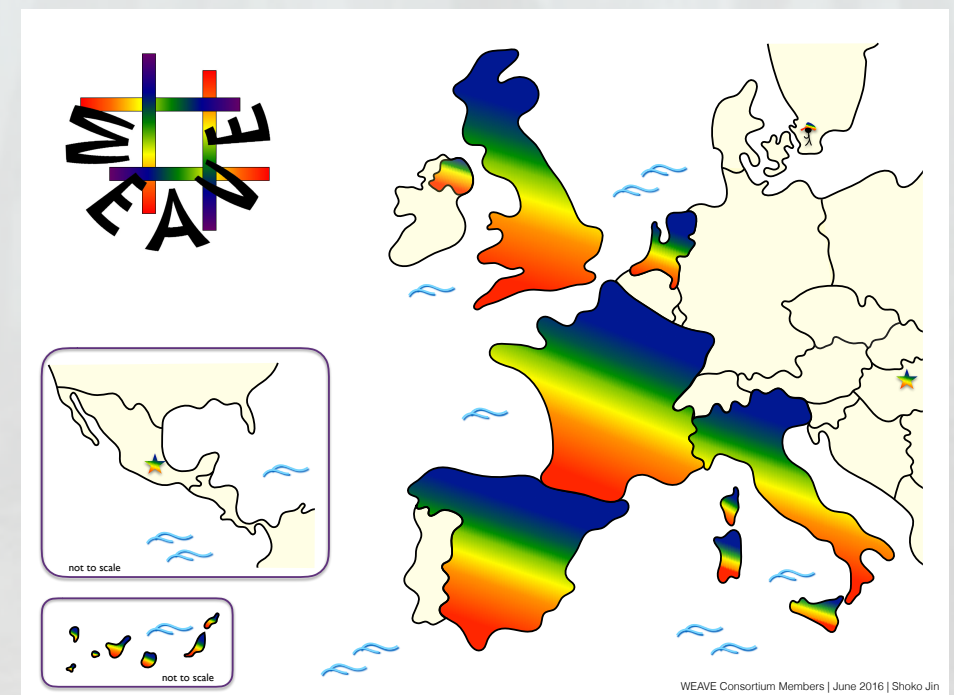 WEAVE
not to scale
not to scale
WEAVE Consortium Members | June 2016 | Shoko Jin